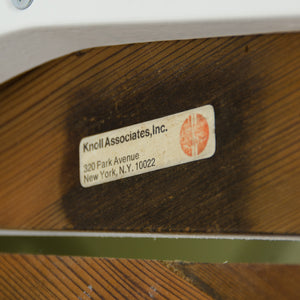 Knoll Associates, Inc.
320 Park Avenue
New York, N.Y. 10022